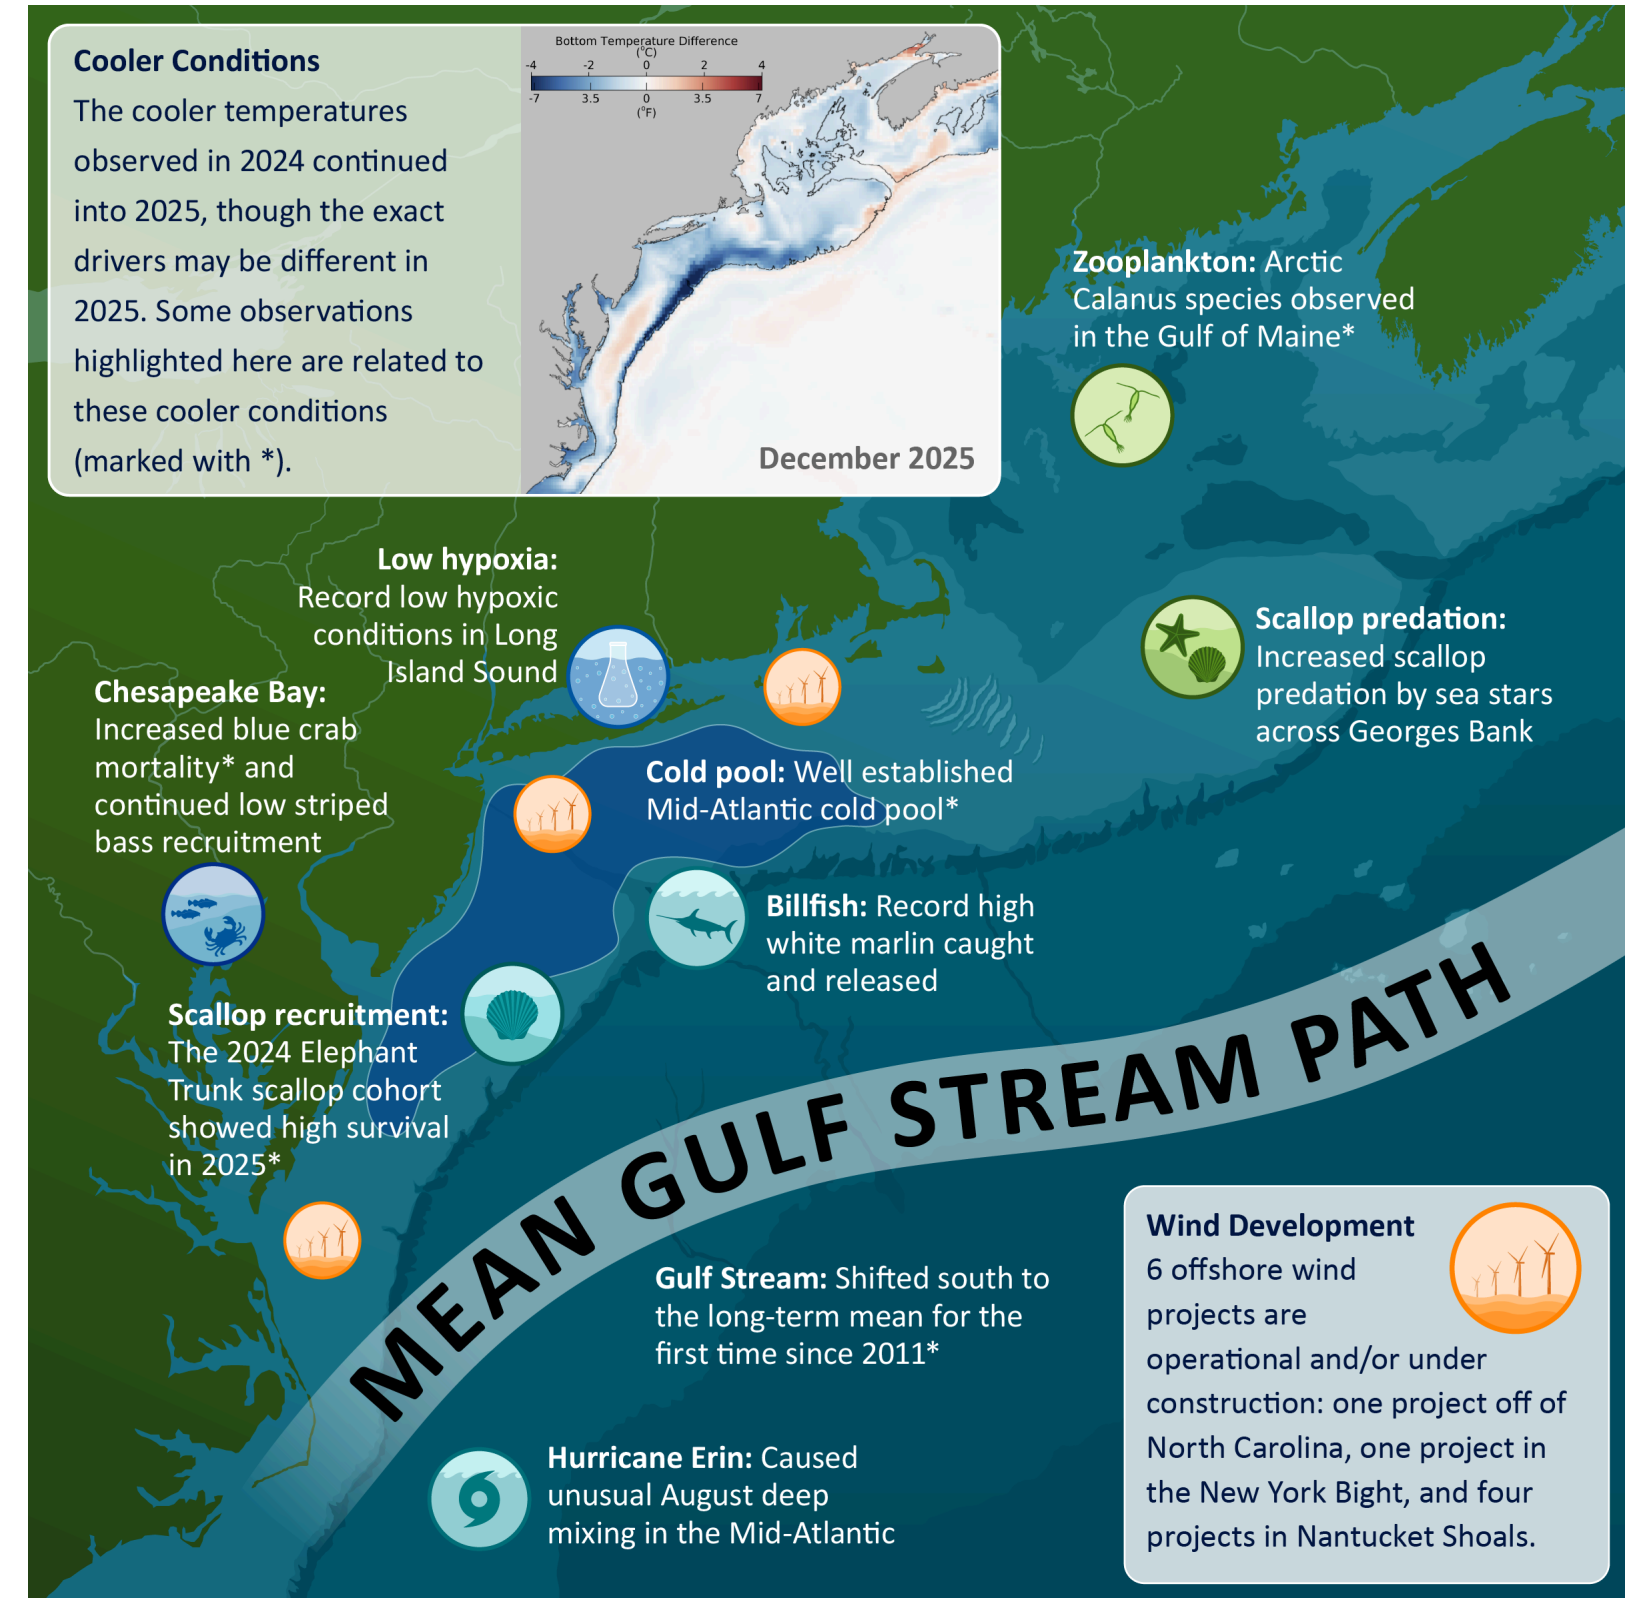 Cooler Conditions
The cooler temperatures
observed in 2024 continued
into 2025, though the exact
drivers may be different in
2025. Some observations
highlighted here are related to
these cooler conditions
(marked with *).
Bottom Temperature Difference
(°C)
-4 -2 0 2 4
-7 3.5 0 3.5 7
(°F)
December 2025
Zooplankton: Arctic
Calanus species observed
in the Gulf of Maine*
Low hypoxia:
Record low hypoxic
conditions in Long
Island Sound
Scallop predation:
Increased scallop
predation by sea stars
across Georges Bank
Chesapeake Bay:
Increased blue crab
mortality* and
continued low striped
bass recruitment
Cold pool: Well established
Mid-Atlantic cold pool*
Billfish: Record high
white marlin caught
and released
Scallop recruitment:
The 2024 Elephant
Trunk scallop cohort
showed high survival
in 2025*
MEAN GULF STREAM PATH
Gulf Stream: Shifted south to
the long-term mean for the
first time since 2011*
Hurricane Erin: Caused
unusual August deep
mixing in the Mid-Atlantic
Wind Development
6 offshore wind
projects are
operational and/or under
construction: one project off of
North Carolina, one project in
the New York Bight, and four
projects in Nantucket Shoals.